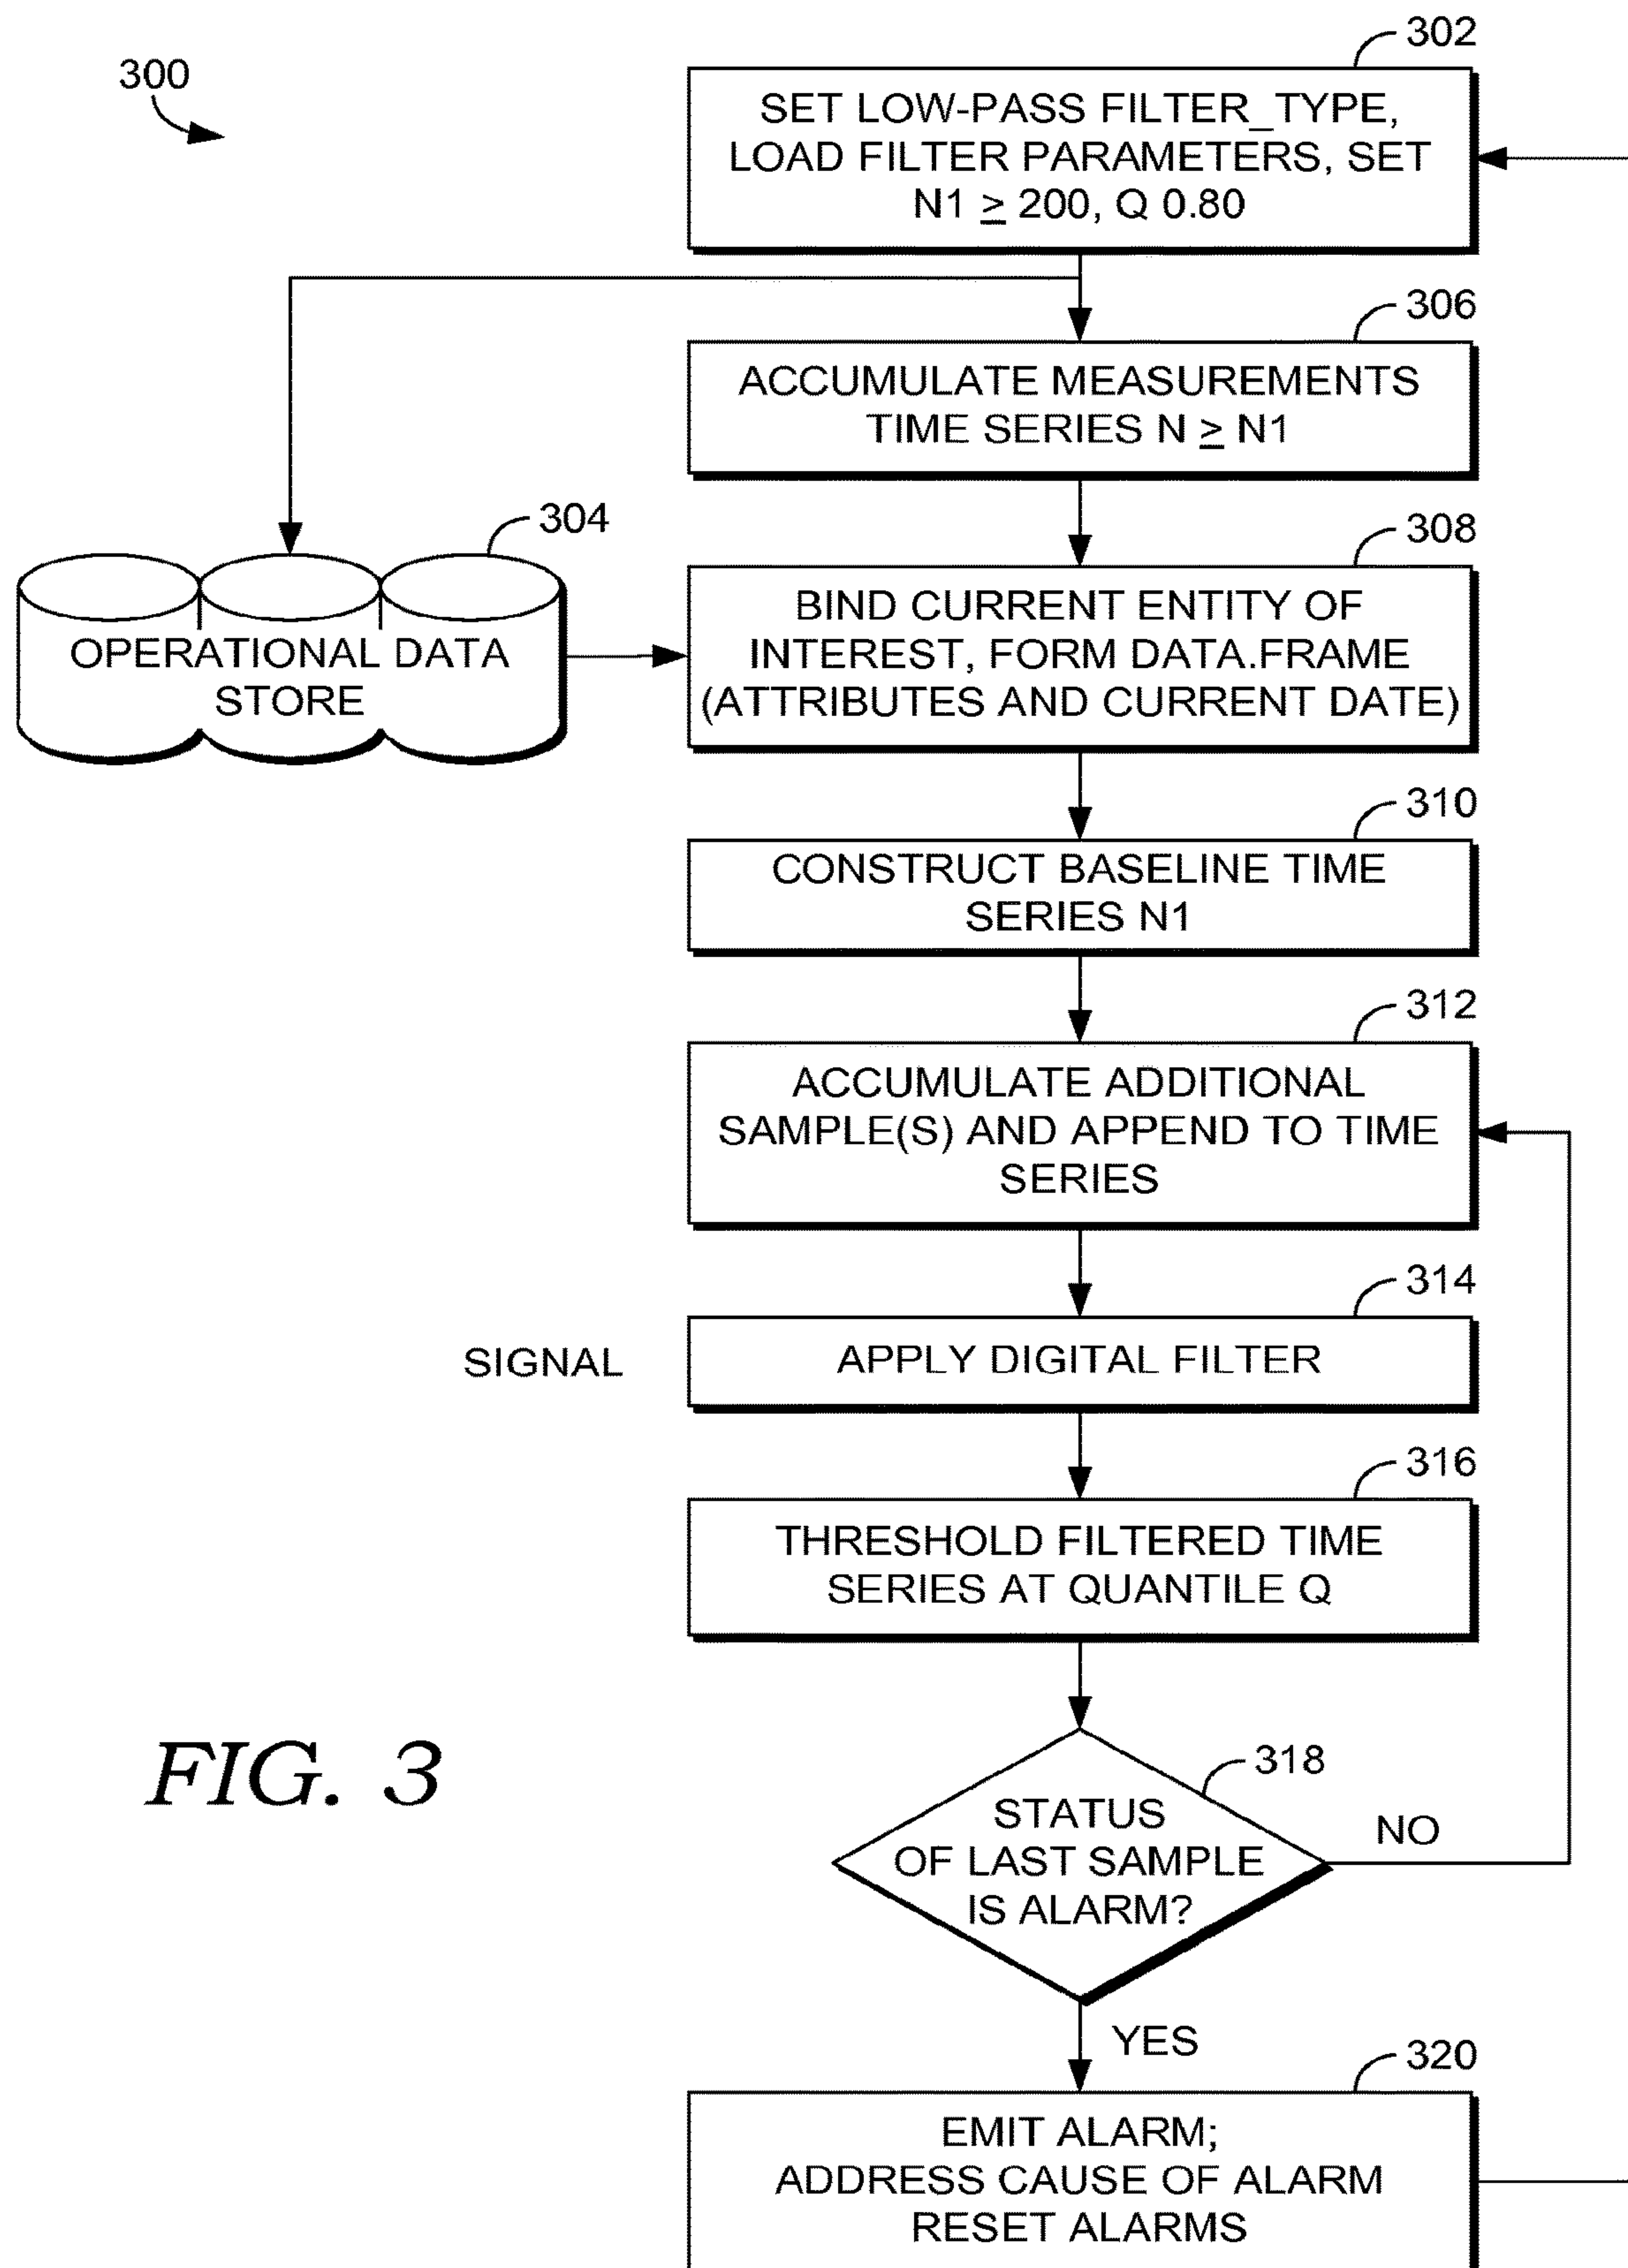 300
302
SET LOW-PASS FILTER_TYPE,
LOAD FILTER PARAMETERS, SET
N1 ≥ 200, Q 0.80
306
ACCUMULATE MEASUREMENTS
TIME SERIES N ≥ N1
304
OPERATIONAL DATA
STORE
308
BIND CURRENT ENTITY OF
INTEREST, FORM DATA.FRAME
(ATTRIBUTES AND CURRENT DATE)
310
CONSTRUCT BASELINE TIME
SERIES N1
312
ACCUMULATE ADDITIONAL
SAMPLE(S) AND APPEND TO TIME
SERIES
314
SIGNAL
APPLY DIGITAL FILTER
316
THRESHOLD FILTERED TIME
SERIES AT QUANTILE Q
318
STATUS
OF LAST SAMPLE
IS ALARM?
NO
YES
FIG. 3
320
EMIT ALARM;
ADDRESS CAUSE OF ALARM
RESET ALARMS